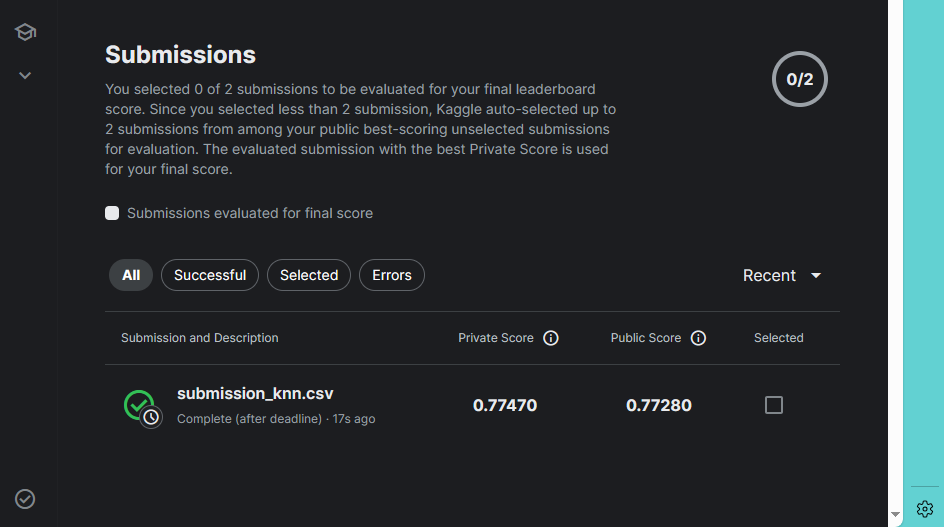 Submissions
You selected 0 of 2 submissions to be evaluated for your final leaderboard
score. Since you selected less than 2 submission, Kaggle auto-selected up to
2 submissions from among your public best-scoring unselected submissions
for evaluation. The evaluated submission with the best Private Score is used
for your final score.
0/2
Submissions evaluated for final score
All Successful Selected Errors Recent
Submission and Description Private Score Public Score Selected
submission_knn.csv
Complete (after deadline) · 17s ago
0.77470 0.77280